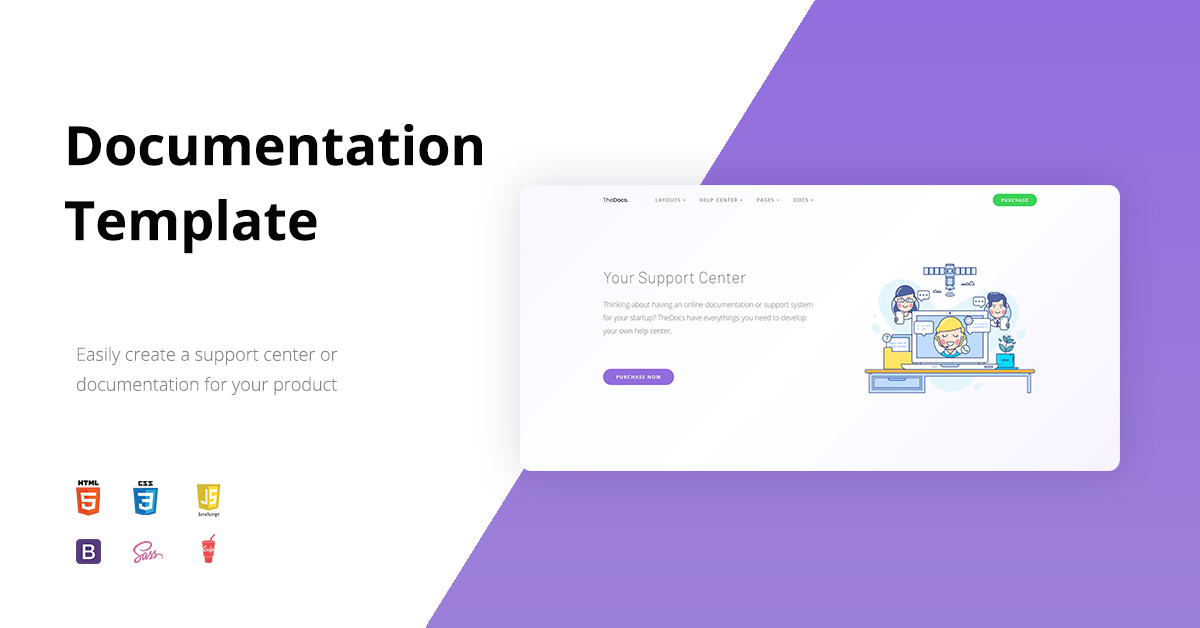 Documentation
Template
Easily create a support center or
documentation for your product
HTML
5
CSS
3
JS
JavaScript
B
Sass
Gulp
TheDocs.
LAYOUTS
HELP CENTER
PAGES
DOCS
PURCHASE
Your Support Center
Thinking about having an online documentation or support system
for your startup? TheDocs have everythings you need to develop
your own help center.
PURCHASE NOW
?